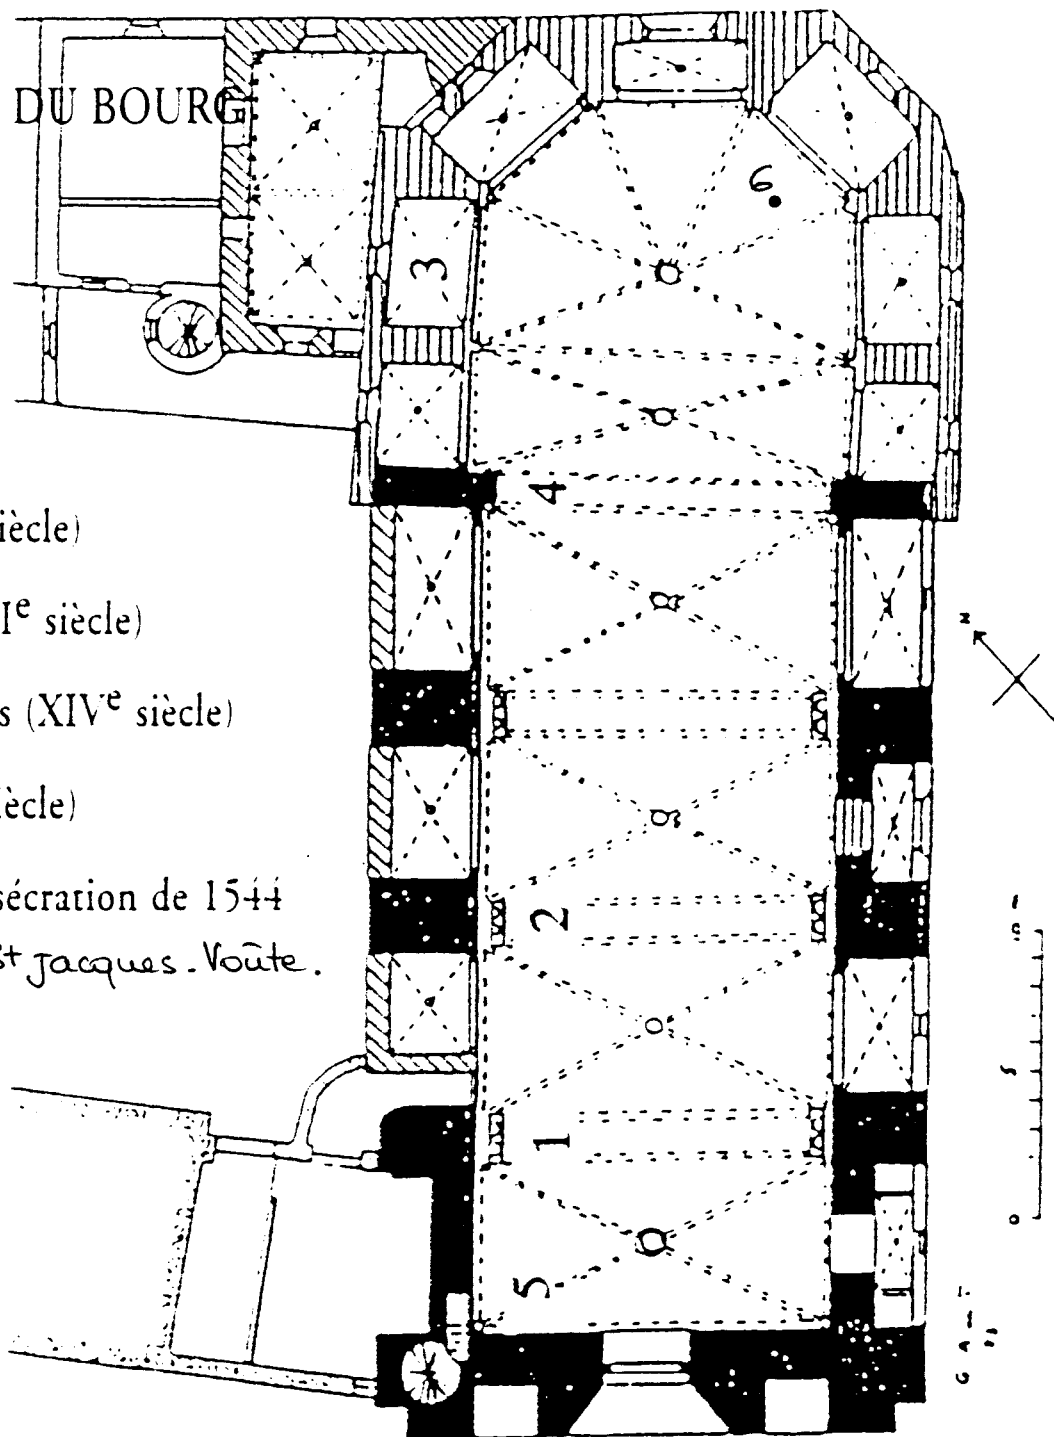 DU BOURG
6
3
4
iècle)
Iᵉ siècle)
s (XIVᵉ siècle)
ècle)
sécration de 1544
St Jacques. Voûte.
2
1
5
N
0
5
10